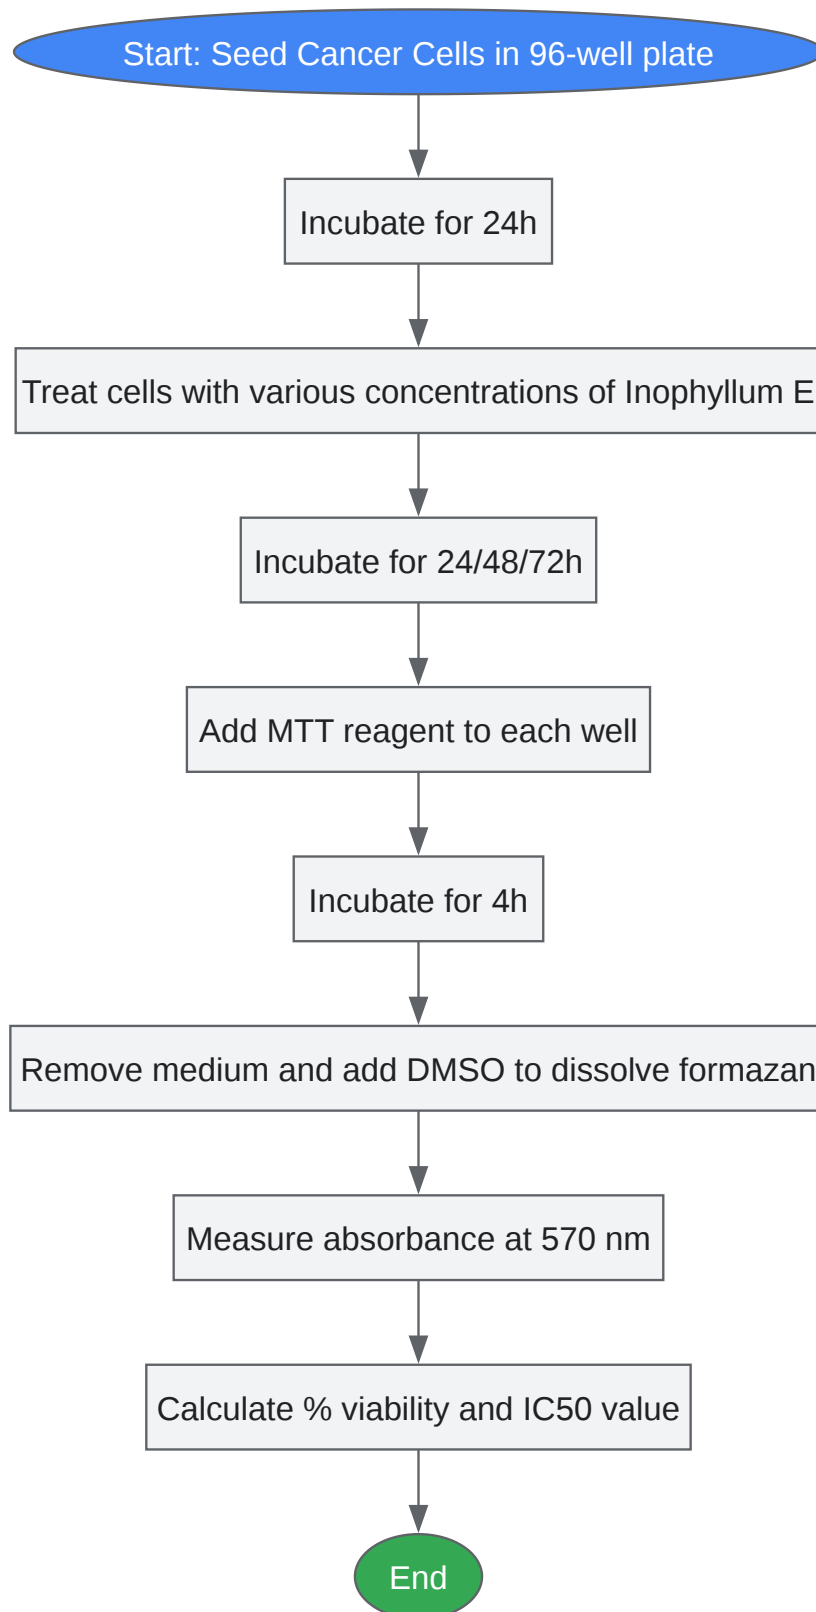 Start: Seed Cancer Cells in 96-well plate
Incubate for 24h
Treat cells with various concentrations of Inophyllum E
Incubate for 24/48/72h
Add MTT reagent to each well
Incubate for 4h
Remove medium and add DMSO to dissolve formazan
Measure absorbance at 570 nm
Calculate % viability and IC50 value
End